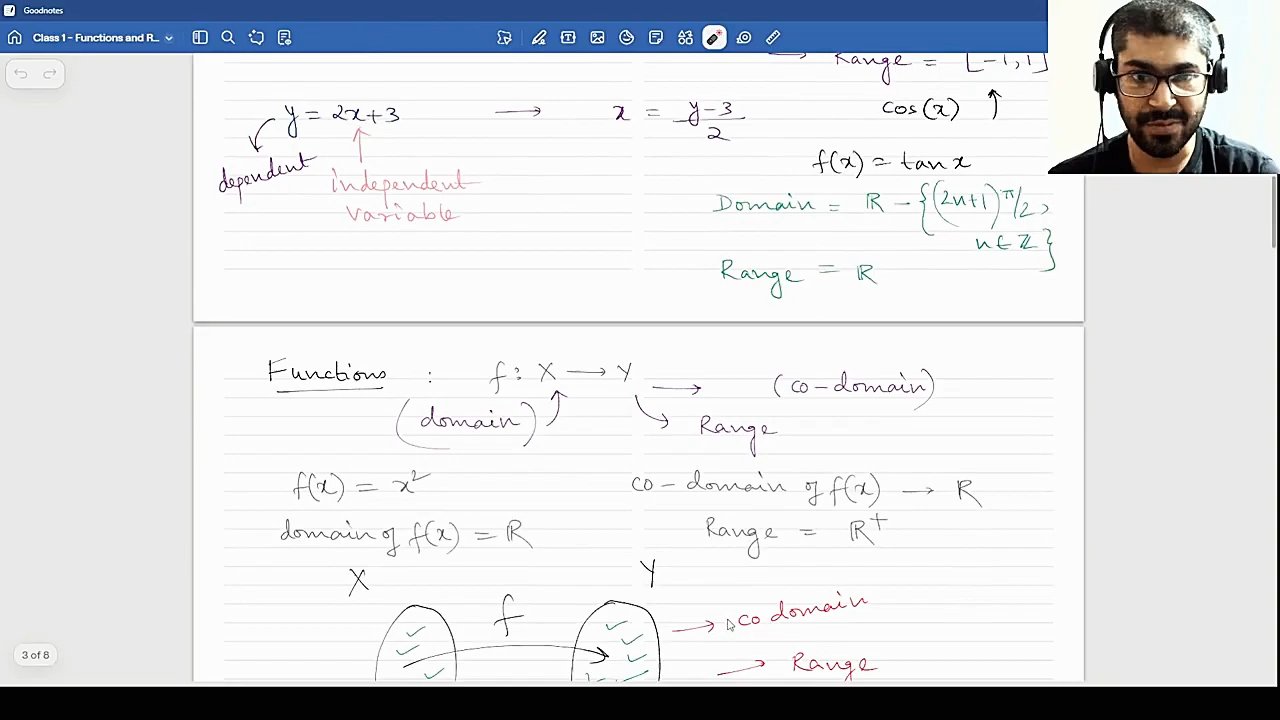 Goodnotes
Class 1 - Functions and R...
Range = [-1,1]
y = 2x+3 → x = y-3/2
cos(x)
dependent
independent
variable
f(x) = tan x
Domain = ℝ - {(2n+1)π/2,
n ∈ ℤ}
Range = ℝ
Functions : f: X → Y → (co-domain)
(domain)
Range
f(x) = x²
co-domain of f(x) → ℝ
domain of f(x) = ℝ
Range = ℝ⁺
X Y
f
co domain
Range
3 of 8